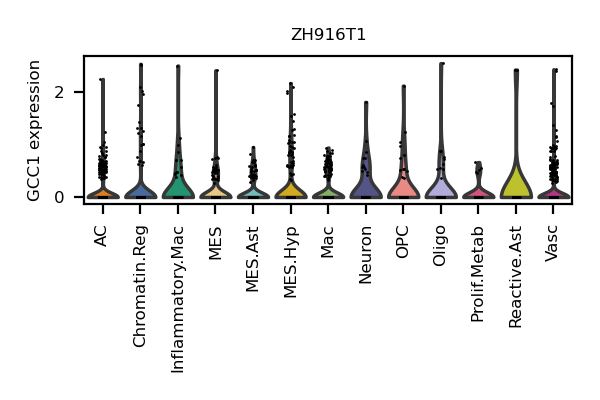 ZH916T1
GCC1 expression
2
0
AC
Chromatin.Reg
Inflammatory.Mac
MES
MES.Ast
MES.Hyp
Mac
Neuron
OPC
Oligo
Prolif.Metab
Reactive.Ast
Vasc